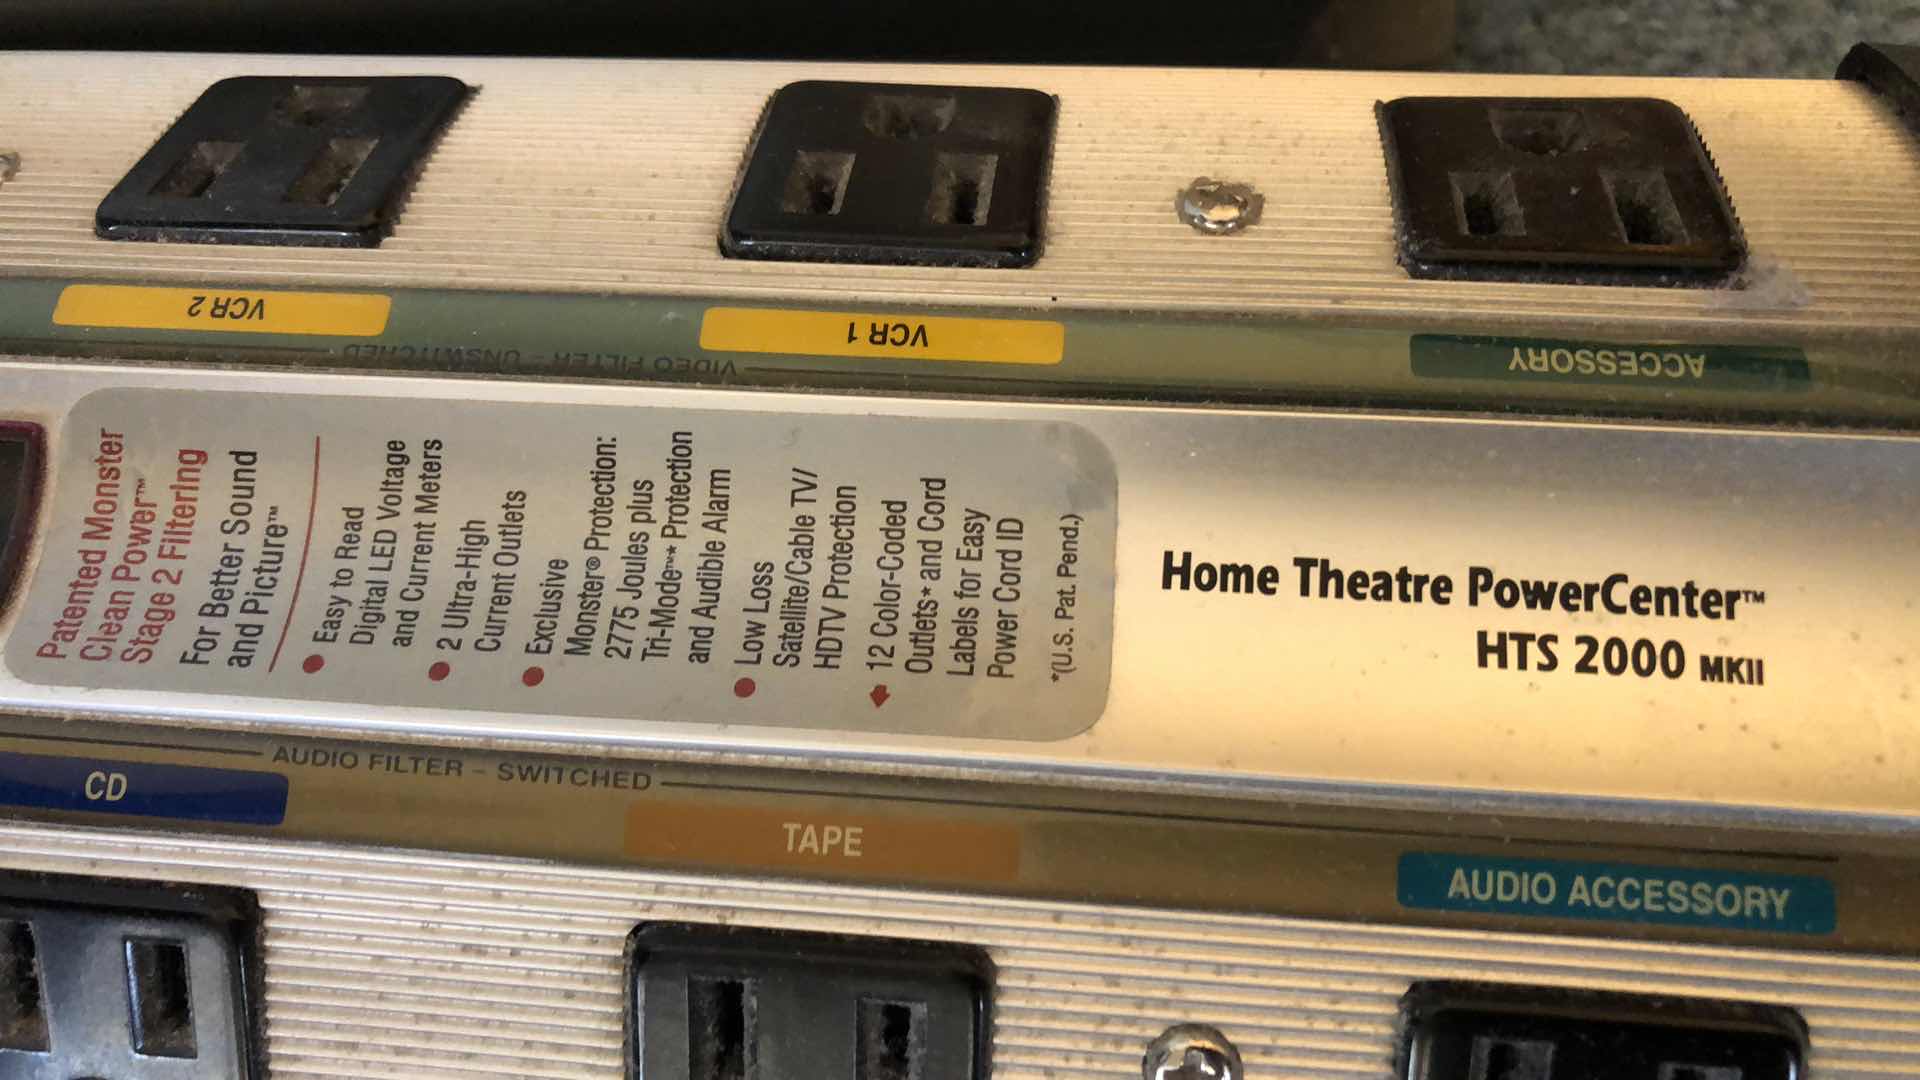 VCR 2
VCR 1
ACCESSORY
VIDEO FILTER - UNSWITCHED
Patented Monster
Clean Power™
Stage 2 Filtering
For Better Sound
and Picture™
● Easy to Read
Digital LED Voltage
and Current Meters
● 2 Ultra-High
Current Outlets
● Exclusive
Monster® Protection:
2775 Joules plus
Tri-Mode™* Protection
and Audible Alarm
● Low Loss
Satellite/Cable TV/
HDTV Protection
● 12 Color-Coded
Outlets* and Cord
Labels for Easy
Power Cord ID
*(U.S. Pat. Pend.)
Home Theatre PowerCenter™
HTS 2000 MKII
AUDIO FILTER - SWITCHED
CD
TAPE
AUDIO ACCESSORY